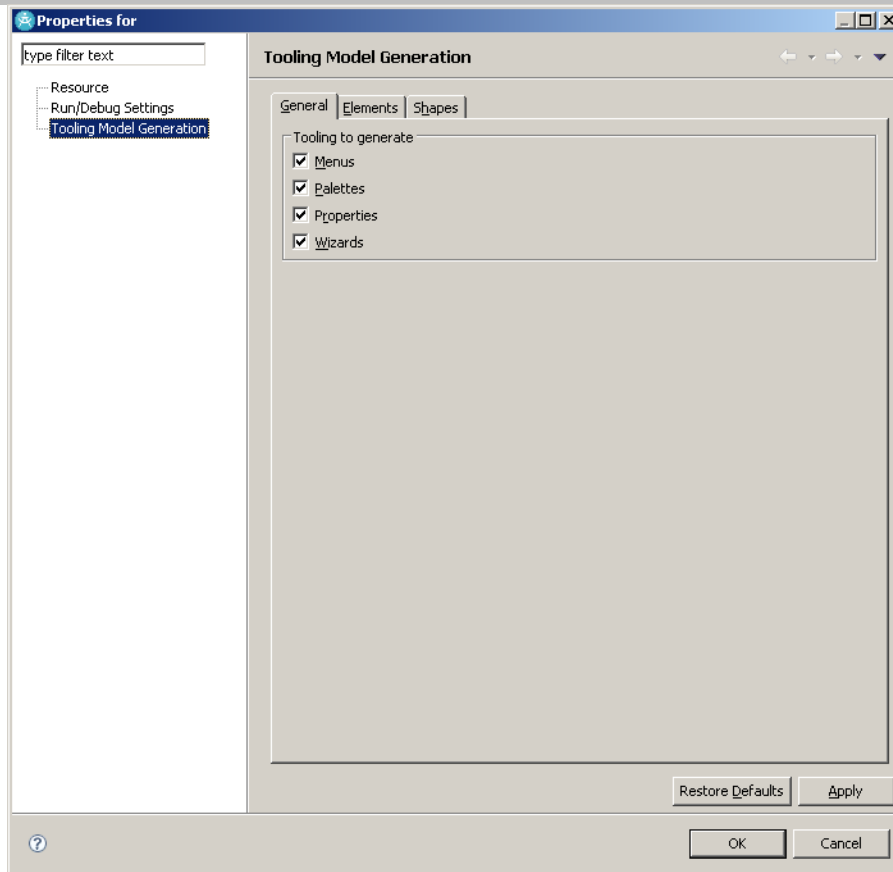 Properties for
type filter text
Resource
Run/Debug Settings
Tooling Model Generation
Tooling Model Generation
General Elements Shapes
Tooling to generate
Menus
Palettes
Properties
Wizards
Restore Defaults Apply
OK Cancel